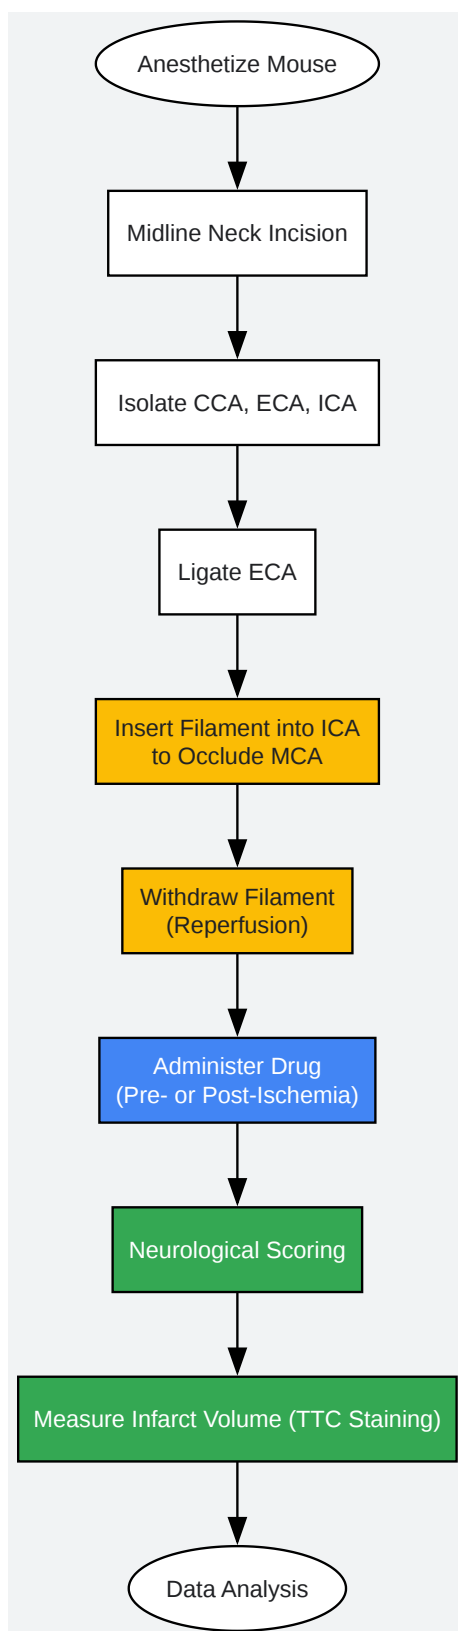 Anesthetize Mouse
Midline Neck Incision
Isolate CCA, ECA, ICA
Ligate ECA
Insert Filament into ICA
to Occlude MCA
Withdraw Filament
(Reperfusion)
Administer Drug
(Pre- or Post-Ischemia)
Neurological Scoring
Measure Infarct Volume (TTC Staining)
Data Analysis